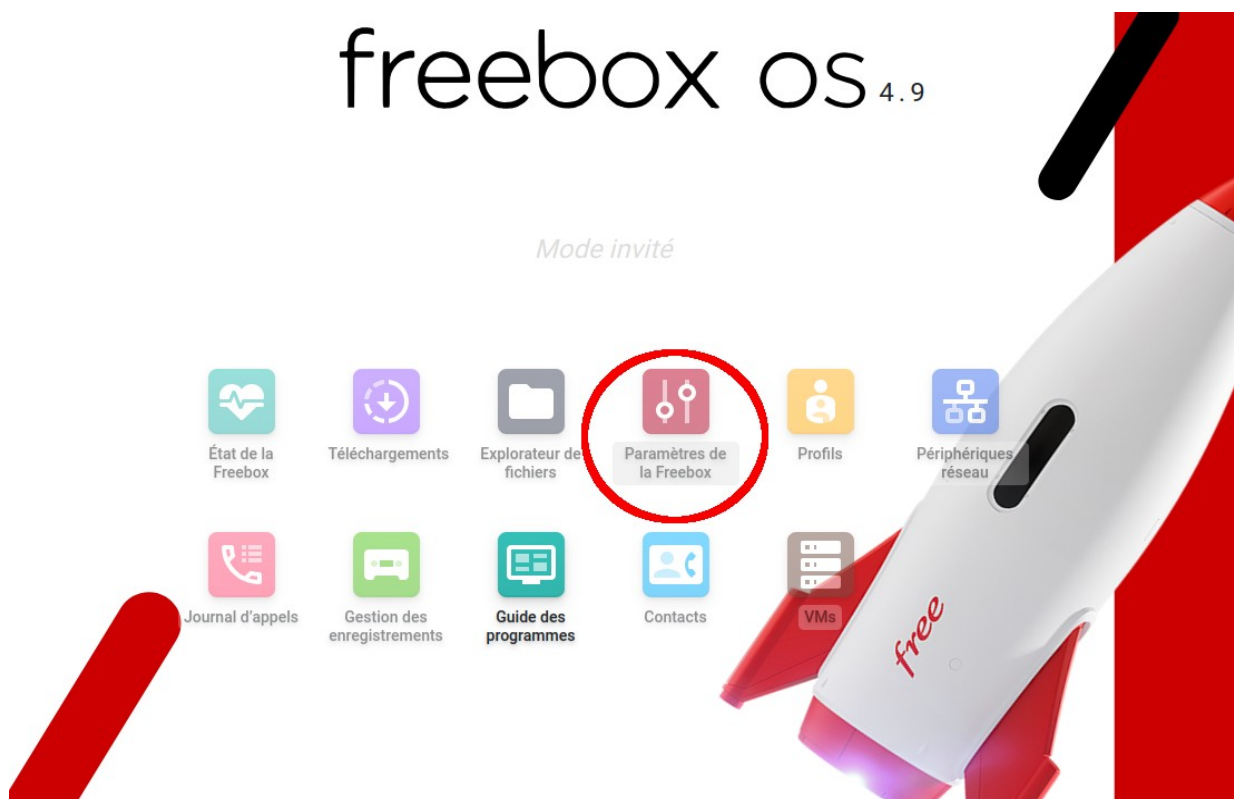 freebox os 4.9
Mode invité
État de la
Freebox
Téléchargements
Explorateur de
fichiers
Paramètres de
la Freebox
Profils
Périphériques
réseau
Journal d'appels
Gestion des
enregistrements
Guide des
programmes
Contacts
VMs
free